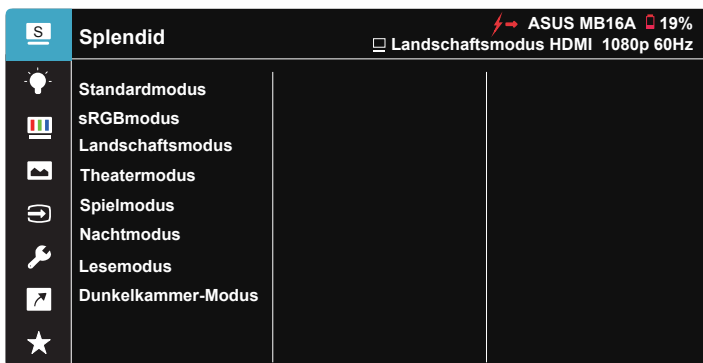 S
Splendid
ASUS MB16A 19%
Landschaftsmodus HDMI 1080p 60Hz
Standardmodus
sRGBmodus
Landschaftsmodus
Theatermodus
Spielmodus
Nachtmodus
Lesemodus
Dunkelkammer-Modus